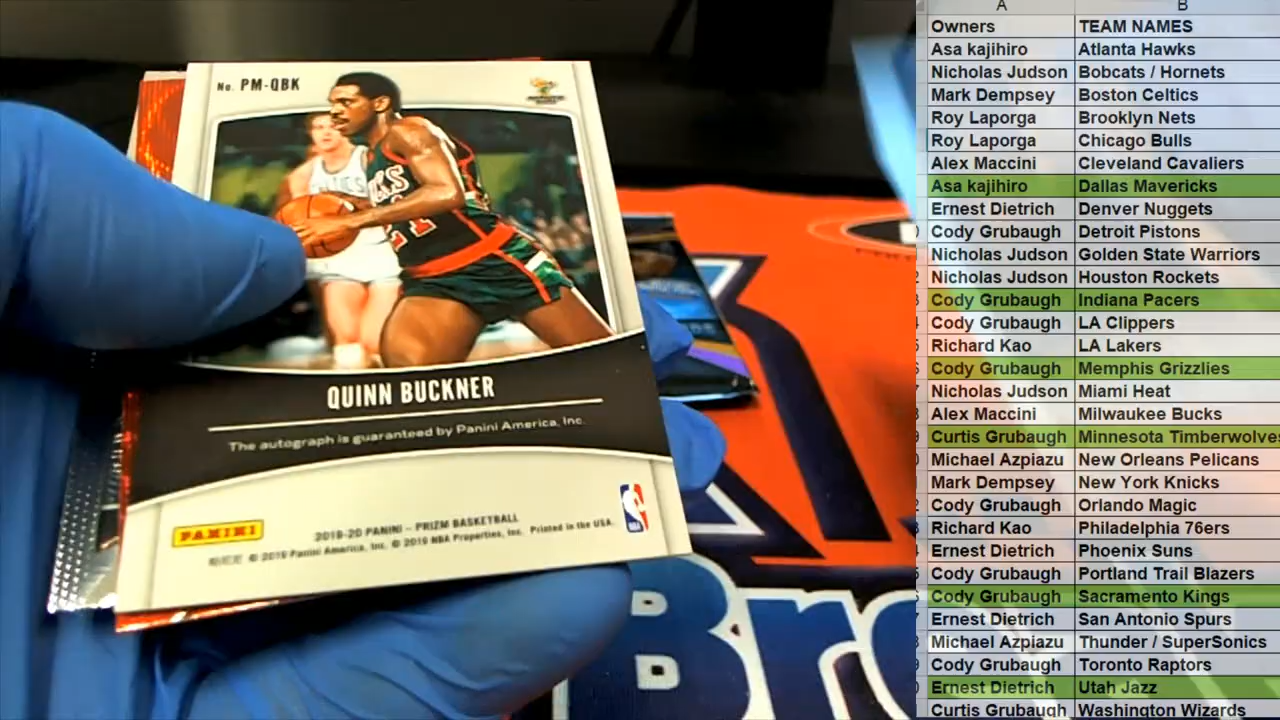 No. PM-QBK
CKS
21
QUINN BUCKNER
The autograph is guaranteed by Panini America, Inc.
PANINI
2019-20 PANINI - PRIZM BASKETBALL
© 2019 Panini America, Inc. © 2019 NBA Properties, Inc. Printed in the USA.
NBA
Bro
A B
Owners TEAM NAMES
Asa kajihiro Atlanta Hawks
Nicholas Judson Bobcats / Hornets
Mark Dempsey Boston Celtics
Roy Laporga Brooklyn Nets
Roy Laporga Chicago Bulls
Alex Maccini Cleveland Cavaliers
Asa kajihiro Dallas Mavericks
Ernest Dietrich Denver Nuggets
Cody Grubaugh Detroit Pistons
Nicholas Judson Golden State Warriors
Nicholas Judson Houston Rockets
Cody Grubaugh Indiana Pacers
Cody Grubaugh LA Clippers
Richard Kao LA Lakers
Cody Grubaugh Memphis Grizzlies
Nicholas Judson Miami Heat
Alex Maccini Milwaukee Bucks
Curtis Grubaugh Minnesota Timberwolves
Michael Azpiazu New Orleans Pelicans
Mark Dempsey New York Knicks
Cody Grubaugh Orlando Magic
Richard Kao Philadelphia 76ers
Ernest Dietrich Phoenix Suns
Cody Grubaugh Portland Trail Blazers
Cody Grubaugh Sacramento Kings
Ernest Dietrich San Antonio Spurs
Michael Azpiazu Thunder / SuperSonics
Cody Grubaugh Toronto Raptors
Ernest Dietrich Utah Jazz
Curtis Grubaugh Washington Wizards